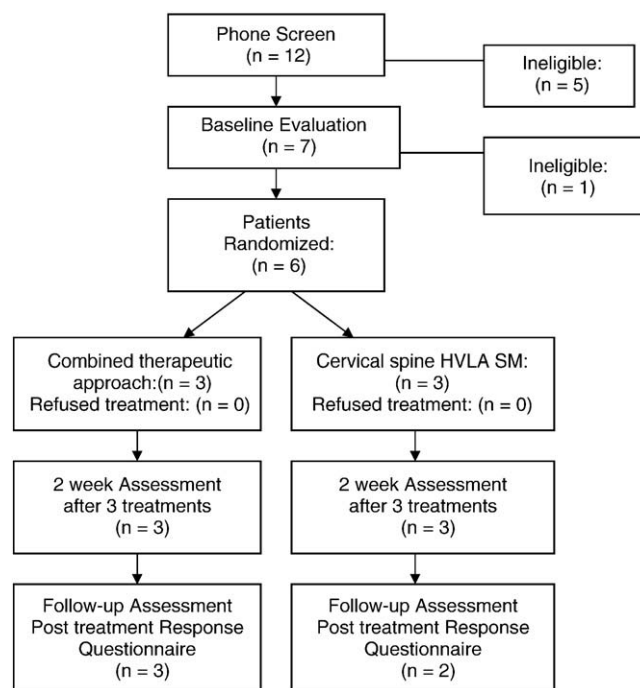 Phone Screen
(n = 12)
Ineligible:
(n = 5)
Baseline Evaluation
(n = 7)
Ineligible:
(n = 1)
Patients
Randomized:
(n = 6)
Combined therapeutic
approach:(n = 3)
Refused treatment: (n = 0)
Cervical spine HVLA SM:
(n = 3)
Refused treatment: (n = 0)
2 week Assessment
after 3 treatments
(n = 3)
2 week Assessment
after 3 treatments
(n = 3)
Follow-up Assessment
Post treatment Response
Questionnaire
(n = 3)
Follow-up Assessment
Post treatment Response
Questionnaire
(n = 2)